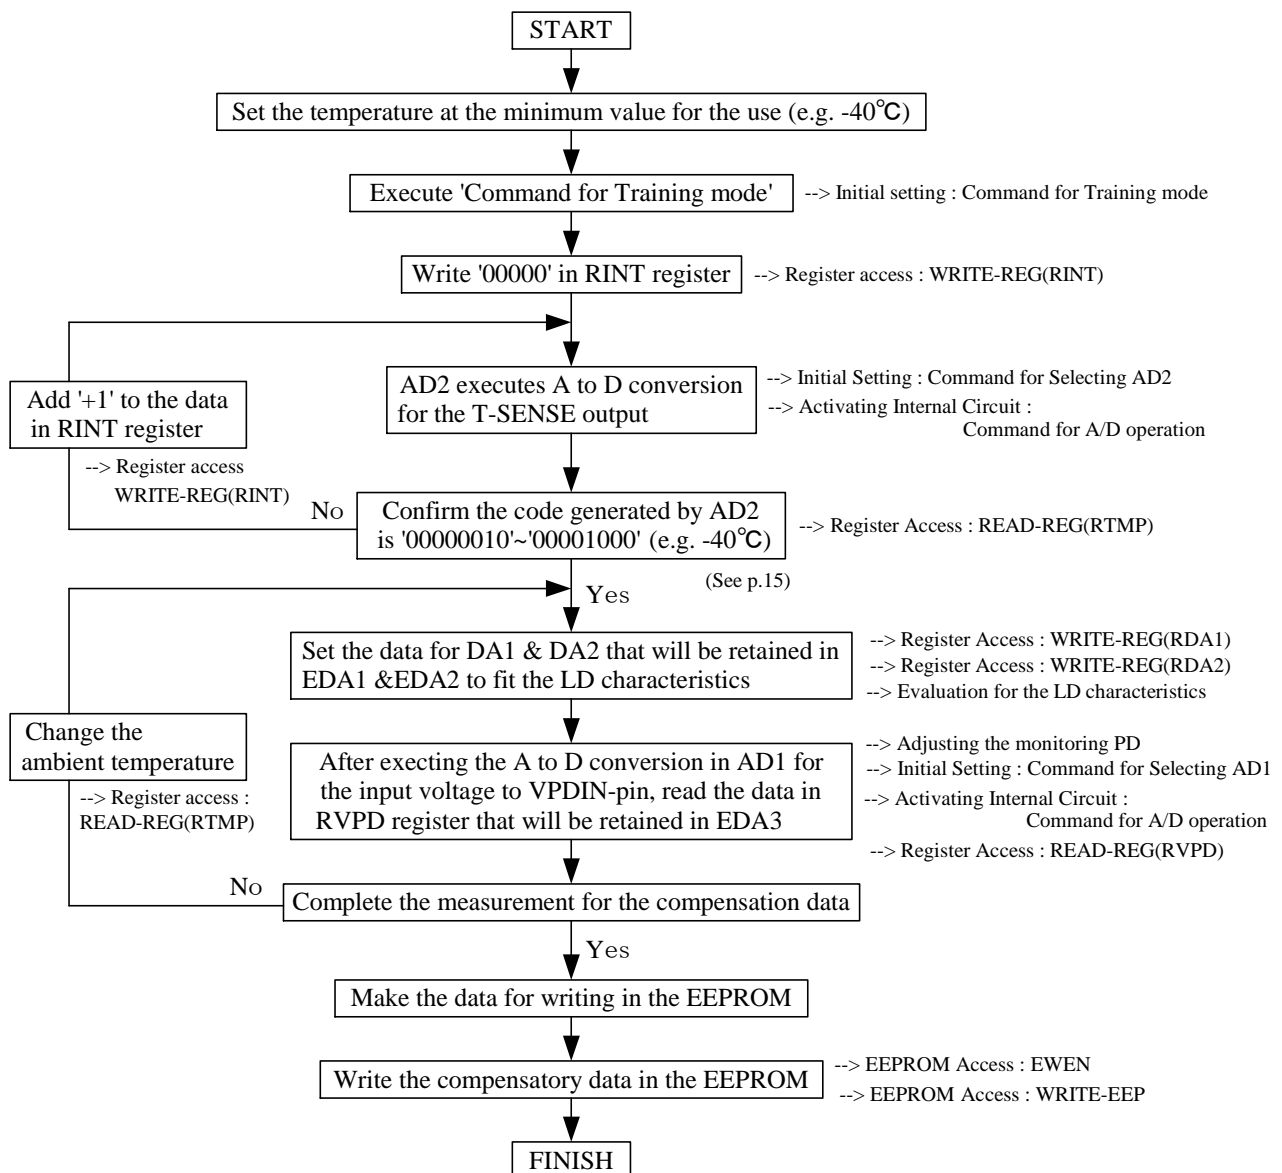 START
Set the temperature at the minimum value for the use (e.g. -40℃)
Execute 'Command for Training mode'
--> Initial setting : Command for Training mode
Write '00000' in RINT register
--> Register access : WRITE-REG(RINT)
Add '+1' to the data
in RINT register
--> Register access
WRITE-REG(RINT)
AD2 executes A to D conversion
for the T-SENSE output
--> Initial Setting : Command for Selecting AD2
--> Activating Internal Circuit :
Command for A/D operation
No
Confirm the code generated by AD2
is '00000010'~'00001000' (e.g. -40℃)
--> Register Access : READ-REG(RTMP)
(See p.15)
Yes
Set the data for DA1 & DA2 that will be retained in
EDA1 &EDA2 to fit the LD characteristics
--> Register Access : WRITE-REG(RDA1)
--> Register Access : WRITE-REG(RDA2)
--> Evaluation for the LD characteristics
Change the
ambient temperature
--> Register access :
READ-REG(RTMP)
After execting the A to D conversion in AD1 for
the input voltage to VPDIN-pin, read the data in
RVPD register that will be retained in EDA3
--> Adjusting the monitoring PD
--> Initial Setting : Command for Selecting AD1
--> Activating Internal Circuit :
Command for A/D operation
--> Register Access : READ-REG(RVPD)
No
Complete the measurement for the compensation data
Yes
Make the data for writing in the EEPROM
Write the compensatory data in the EEPROM
--> EEPROM Access : EWEN
--> EEPROM Access : WRITE-EEP
FINISH